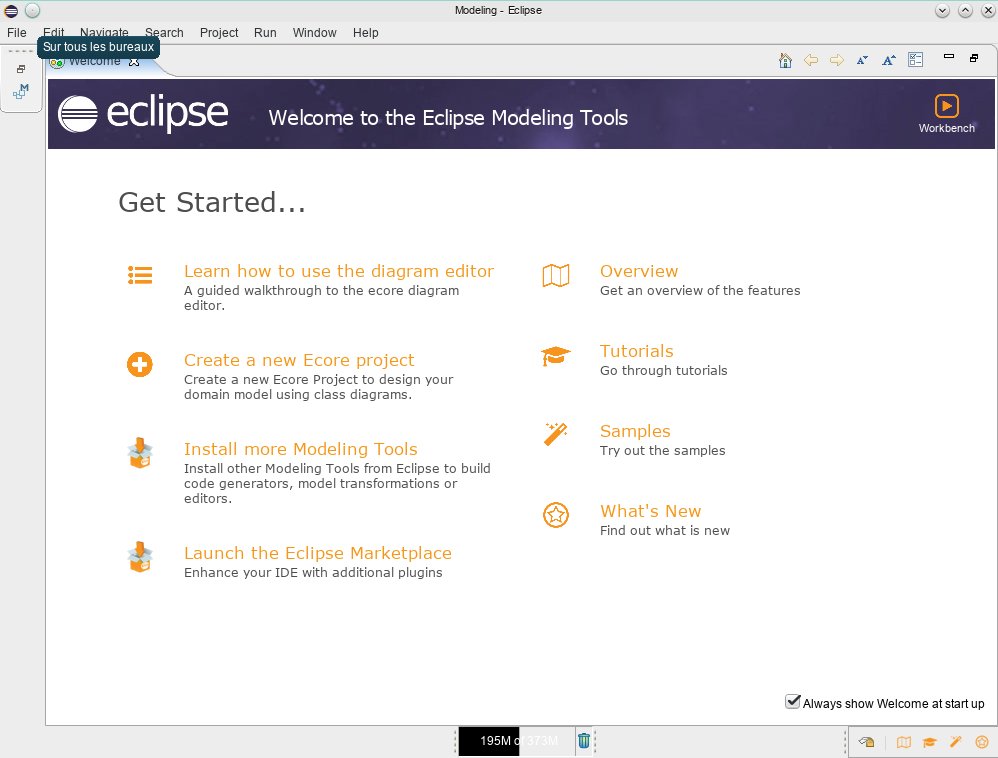 Modeling - Eclipse
File Edit Navigate Search Project Run Window Help
Sur tous les bureaux
Welcome
eclipse
Welcome to the Eclipse Modeling Tools
Workbench
Get Started...
Learn how to use the diagram editor
A guided walkthrough to the ecore diagram
editor.
Create a new Ecore project
Create a new Ecore Project to design your
domain model using class diagrams.
Install more Modeling Tools
Install other Modeling Tools from Eclipse to build
code generators, model transformations or
editors.
Launch the Eclipse Marketplace
Enhance your IDE with additional plugins
Overview
Get an overview of the features
Tutorials
Go through tutorials
Samples
Try out the samples
What's New
Find out what is new
Always show Welcome at start up
195M of 373M